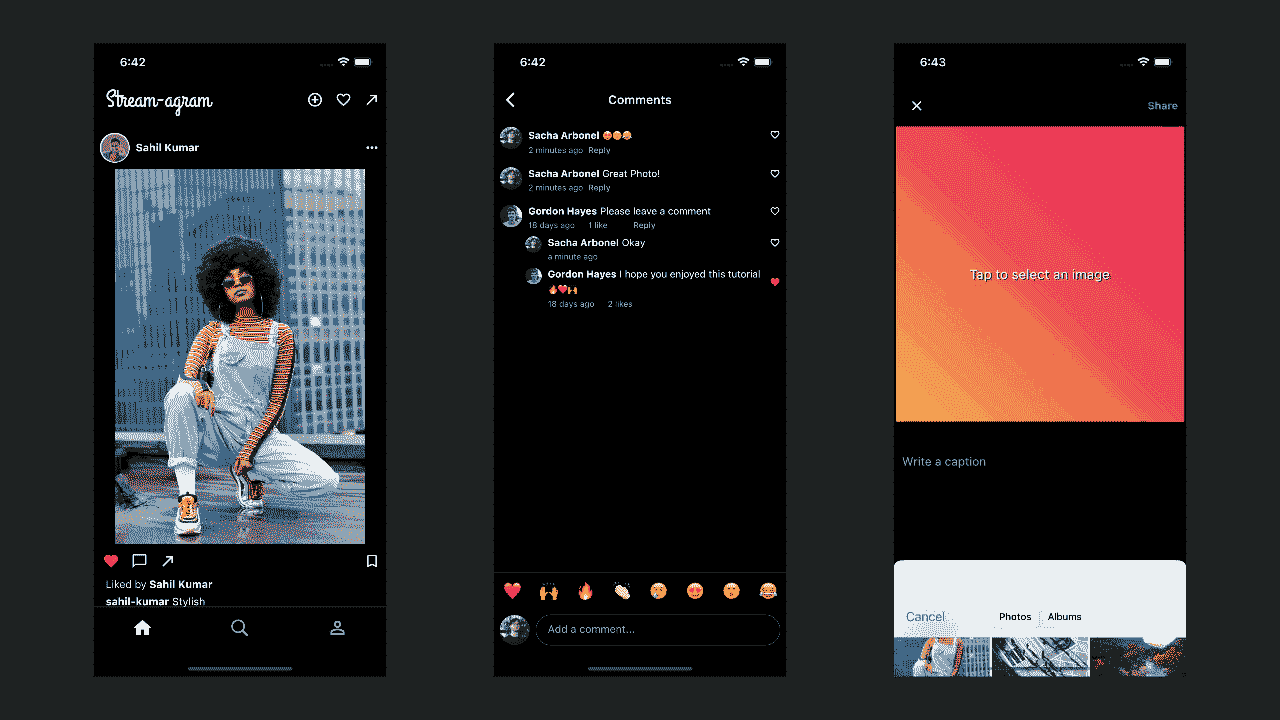 6:42
Stream-agram
Sahil Kumar
Liked by Sahil Kumar
sahil-kumar Stylish
6:42
Comments
Sacha Arbonel 😍😍😂
2 minutes ago Reply
Sacha Arbonel Great Photo!
2 minutes ago Reply
Gordon Hayes Please leave a comment
18 days ago 1 like Reply
Sacha Arbonel Okay
a minute ago
Gordon Hayes I hope you enjoyed this tutorial
🔥❤️🙌
18 days ago 2 likes
Add a comment...
6:43
Share
Tap to select an image
Write a caption
Cancel Photos Albums